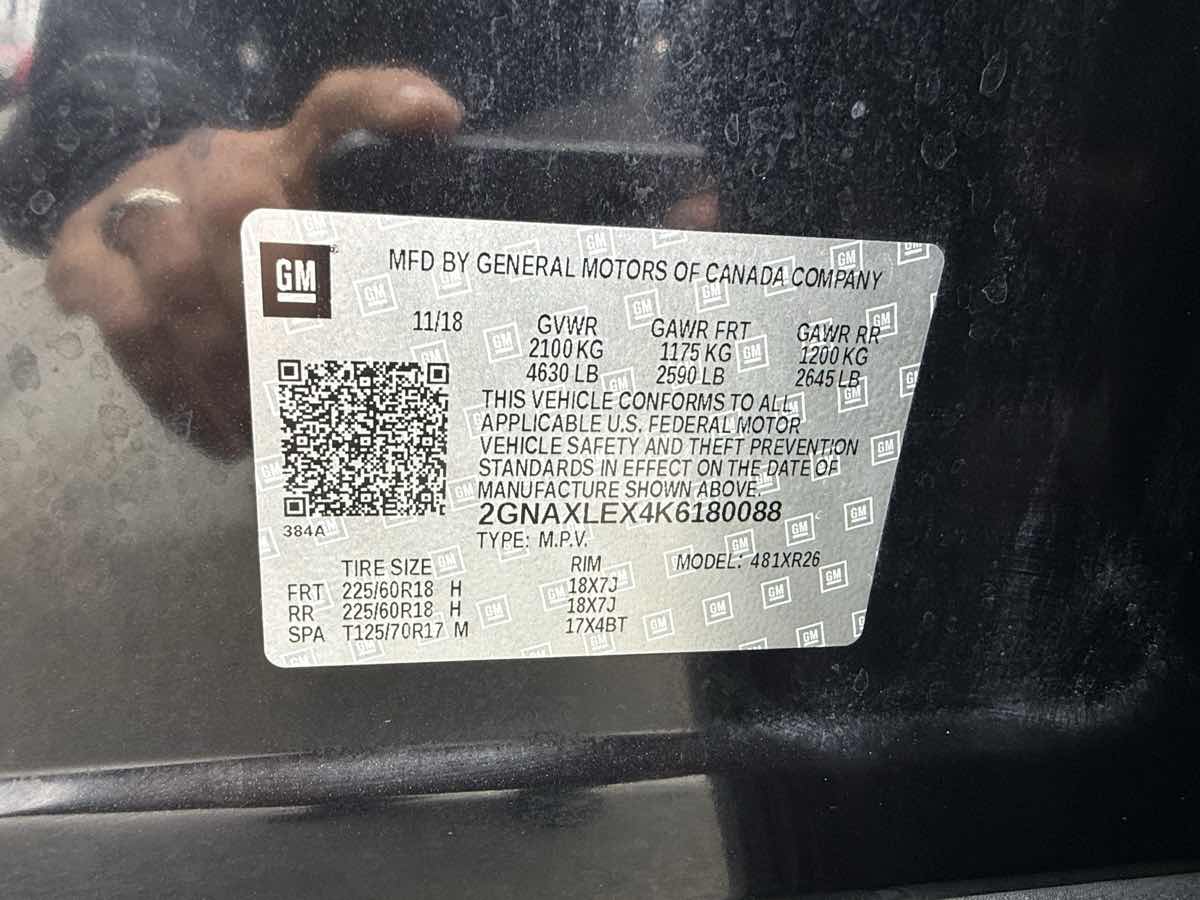 GM
MFD BY GENERAL MOTORS OF CANADA COMPANY
11/18
GVWR GAWR FRT GAWR RR
2100 KG 1175 KG 1200 KG
4630 LB 2590 LB 2645 LB
THIS VEHICLE CONFORMS TO ALL
APPLICABLE U.S. FEDERAL MOTOR
VEHICLE SAFETY AND THEFT PREVENTION
STANDARDS IN EFFECT ON THE DATE OF
MANUFACTURE SHOWN ABOVE.
384A
2GNAXLEX4K6180088
TYPE: M.P.V. MODEL: 481XR26
TIRE SIZE RIM
FRT 225/60R18 H 18X7J
RR 225/60R18 H 18X7J
SPA T125/70R17 M 17X4BT